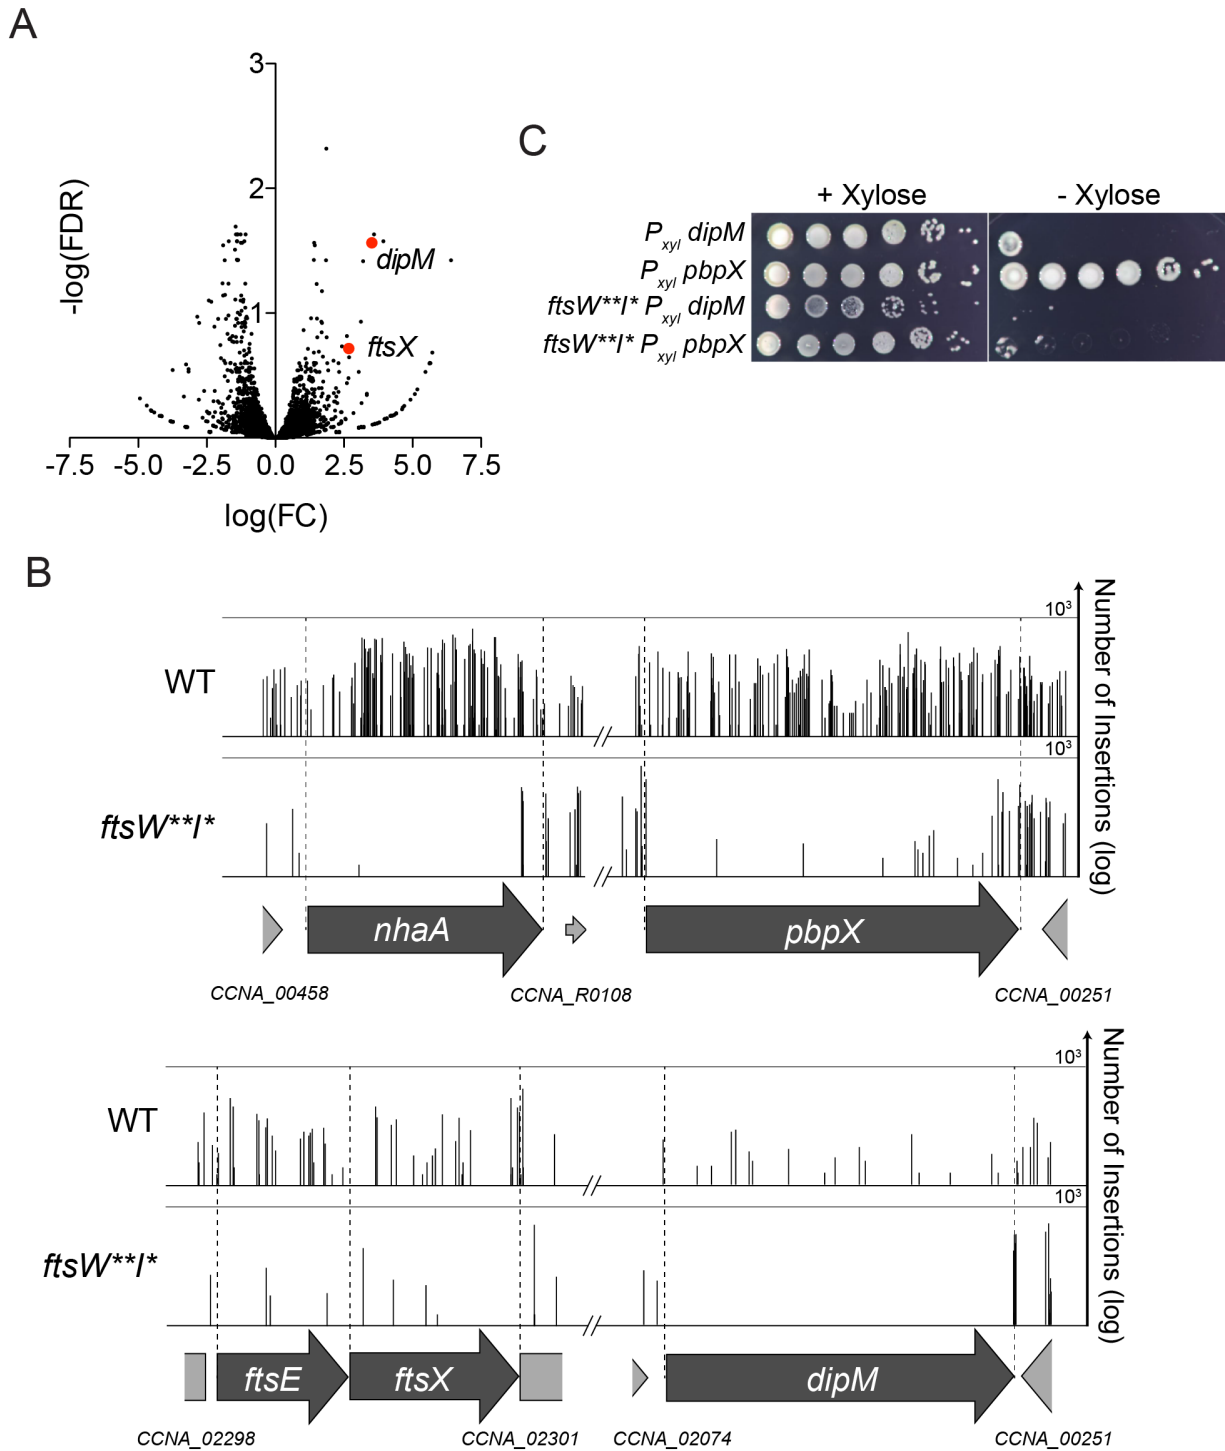 A
3
2
1
-log(FDR)
dipM
ftsX
-7.5 -5.0 -2.5 0.0 2.5 5.0 7.5
log(FC)
C
+ Xylose - Xylose
Pxyl dipM
Pxyl pbpX
ftsW**I* Pxyl dipM
ftsW**I* Pxyl pbpX
B
10³
WT
10³
ftsW**I*
Number of Insertions (log)
nhaA pbpX
CCNA_00458 CCNA_R0108 CCNA_00251
10³
WT
10³
ftsW**I*
Number of Insertions (log)
ftsE ftsX dipM
CCNA_02298 CCNA_02301 CCNA_02074 CCNA_00251